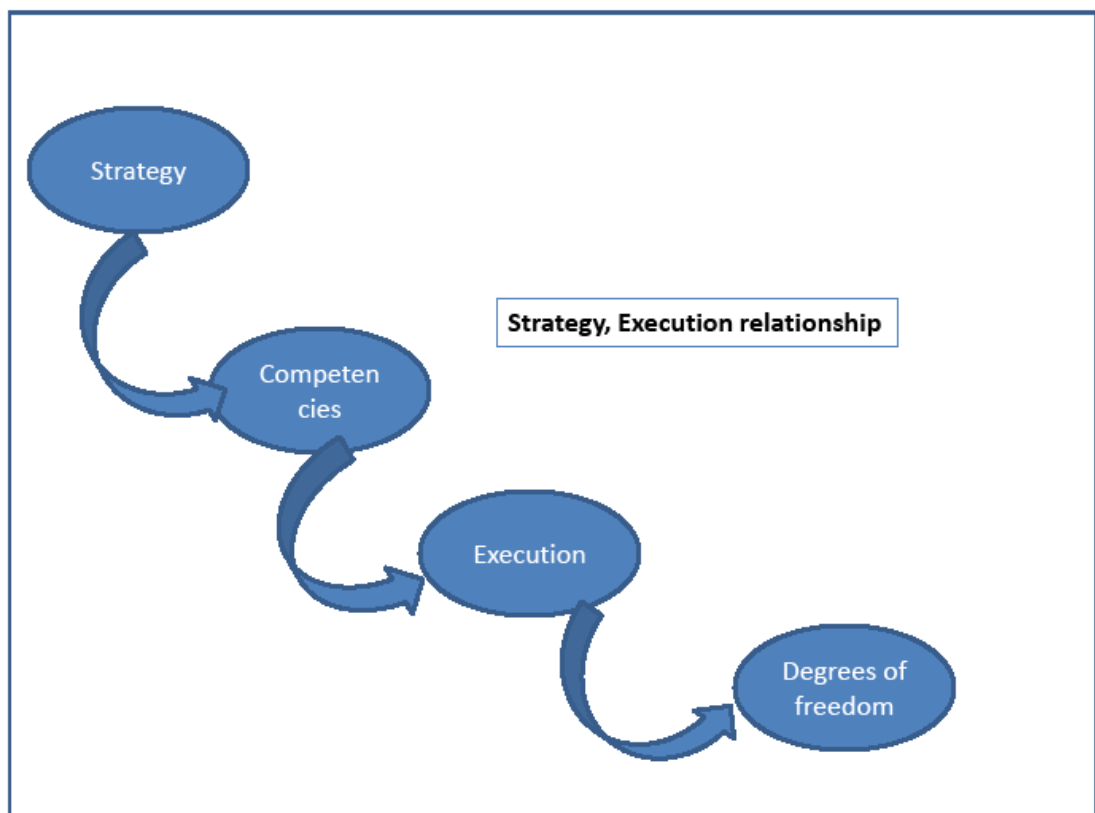 Strategy
Strategy, Execution relationship
Competen
cies
Execution
Degrees of
freedom